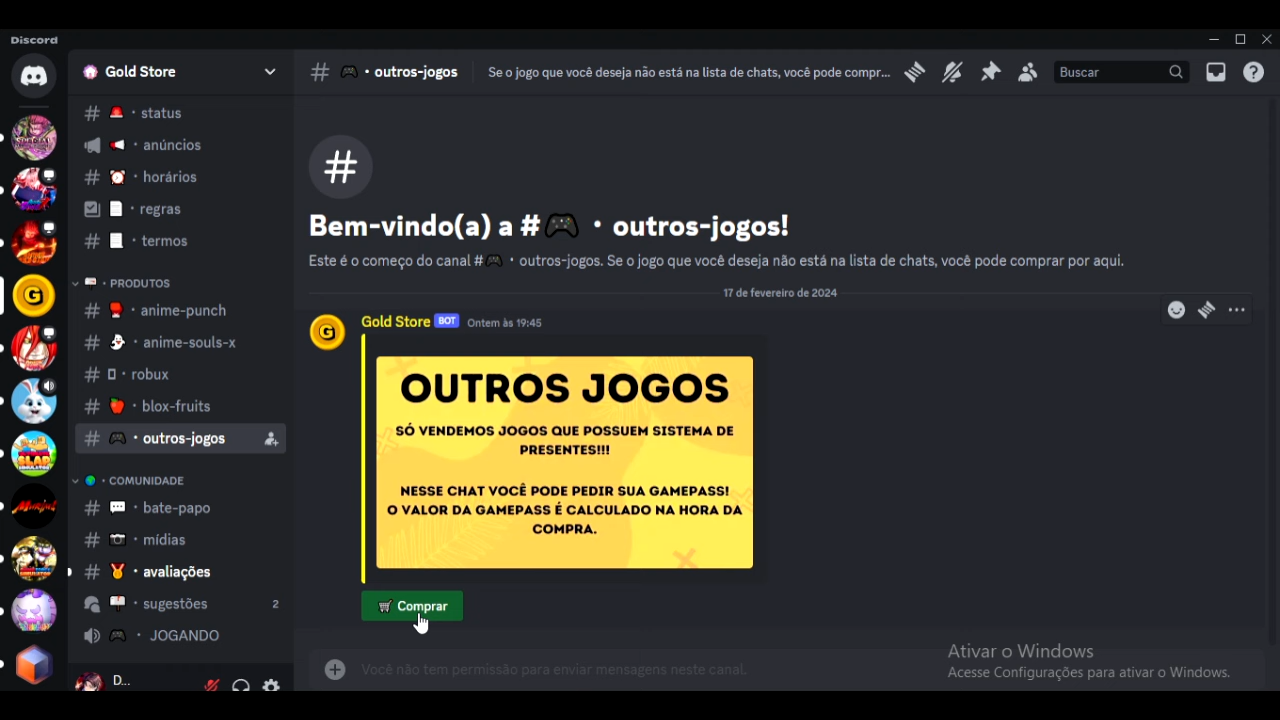 Discord
Gold Store
# • outros-jogos
Se o jogo que você deseja não está na lista de chats, você pode compr...
Buscar
# • status
• anúncios
# • horários
• regras
# • termos
• PRODUTOS
# • anime-punch
# • anime-souls-x
# • robux
# • blox-fruits
# • outros-jogos
• COMUNIDADE
# • bate-papo
# • mídias
# • avaliações
• sugestões 2
• JOGANDO
D...
#
Bem-vindo(a) a # • outros-jogos!
Este é o começo do canal # • outros-jogos. Se o jogo que você deseja não está na lista de chats, você pode comprar por aqui.
17 de fevereiro de 2024
G
Gold Store BOT Ontem às 19:45
OUTROS JOGOS
SÓ VENDEMOS JOGOS QUE POSSUEM SISTEMA DE
PRESENTES!!!
NESSE CHAT VOCÊ PODE PEDIR SUA GAMEPASS!
O VALOR DA GAMEPASS É CALCULADO NA HORA DA
COMPRA.
Comprar
Você não tem permissão para enviar mensagens neste canal.
Ativar o Windows
Acesse Configurações para ativar o Windows.
G
SLAP